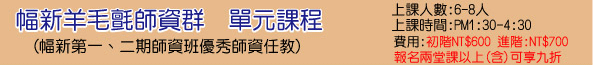 幅新羊毛氈師資群　單元課程
（幅新第一、二期師資班優秀師資任教）
上課人數：6-8人
上課時間：PM1:30-4:30
費用：初階NT$600 進階：NT$700
報名兩堂課以上（含）可享九折